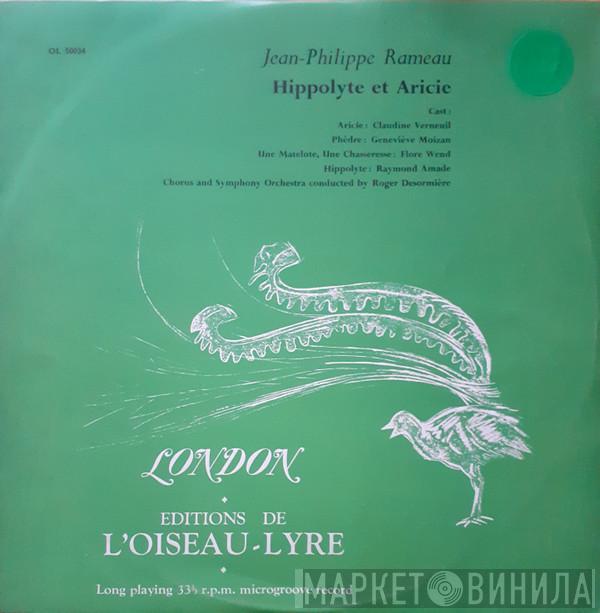 OL 50034
Jean-Philippe Rameau
Hippolyte et Aricie
Cast:
Aricie: Claudine Verneuil
Phèdre: Geneviève Moizan
Une Matelote, Une Chasseresse: Flore Wend
Hippolyte: Raymond Amade
Chorus and Symphony Orchestra conducted by Roger Desormière
LONDON
EDITIONS DE
L'OISEAU-LYRE
Long playing 33⅓ r.p.m. microgroove record
МАРКЕТ ВИНИЛА